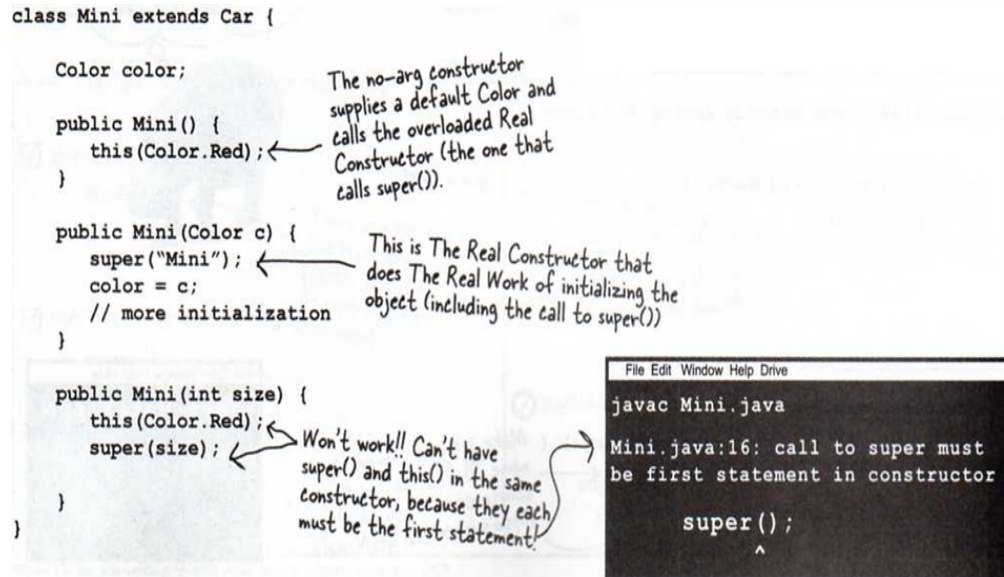 class Mini extends Car {
Color color;
public Mini() {
this(Color.Red);
}
The no-arg constructor
supplies a default Color and
calls the overloaded Real
Constructor (the one that
calls super()).
public Mini(Color c) {
super(“Mini”);
color = c;
// more initialization
}
This is The Real Constructor that
does The Real Work of initializing the
object (including the call to super())
public Mini(int size) {
this(Color.Red);
super(size);
}
}
Won't work!! Can't have
super() and this() in the same
constructor, because they each
must be the first statement!
File Edit Window Help Drive
javac Mini.java
Mini.java:16: call to super must
be first statement in constructor
super();
^